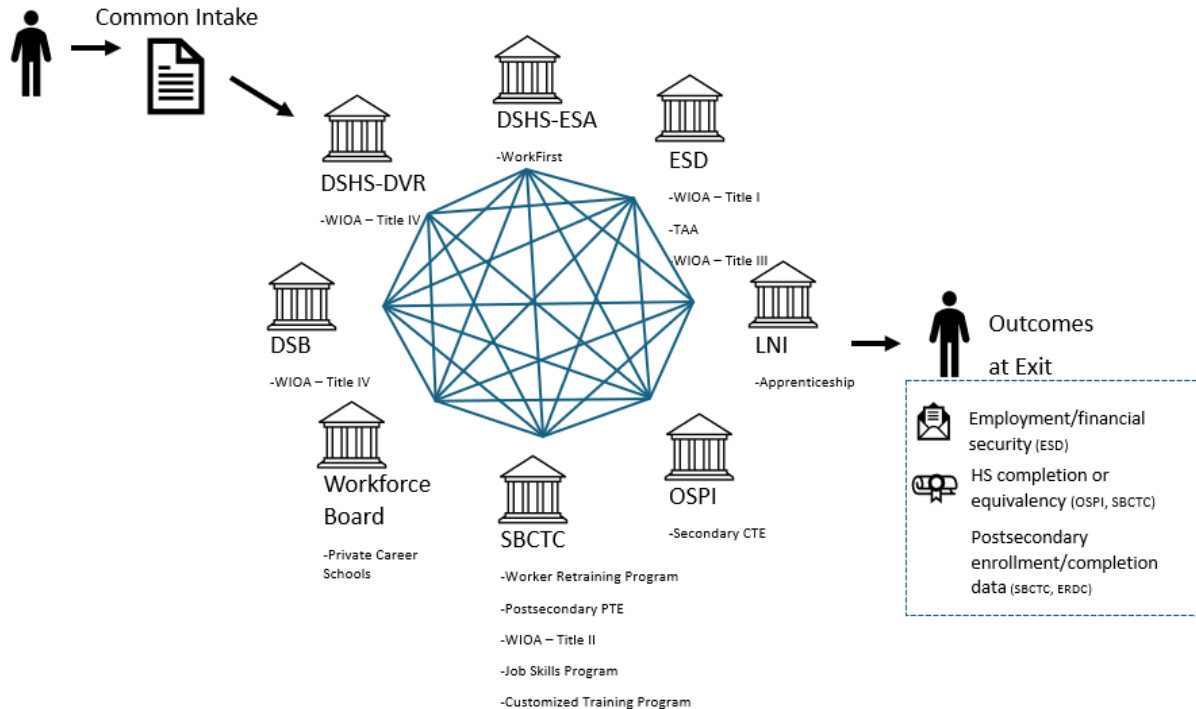 Common Intake
DSHS-ESA
-WorkFirst
ESD
-WIOA – Title I
-TAA
-WIOA – Title III
DSHS-DVR
-WIOA – Title IV
DSB
-WIOA – Title IV
LNI
-Apprenticeship
Outcomes
at Exit
Employment/financial
security (ESD)
HS completion or
equivalency (OSPI, SBCTC)
Postsecondary
enrollment/completion
data (SBCTC, ERDC)
Workforce
Board
-Private Career
Schools
SBCTC
-Worker Retraining Program
-Postsecondary PTE
-WIOA – Title II
-Job Skills Program
-Customized Training Program
OSPI
-Secondary CTE